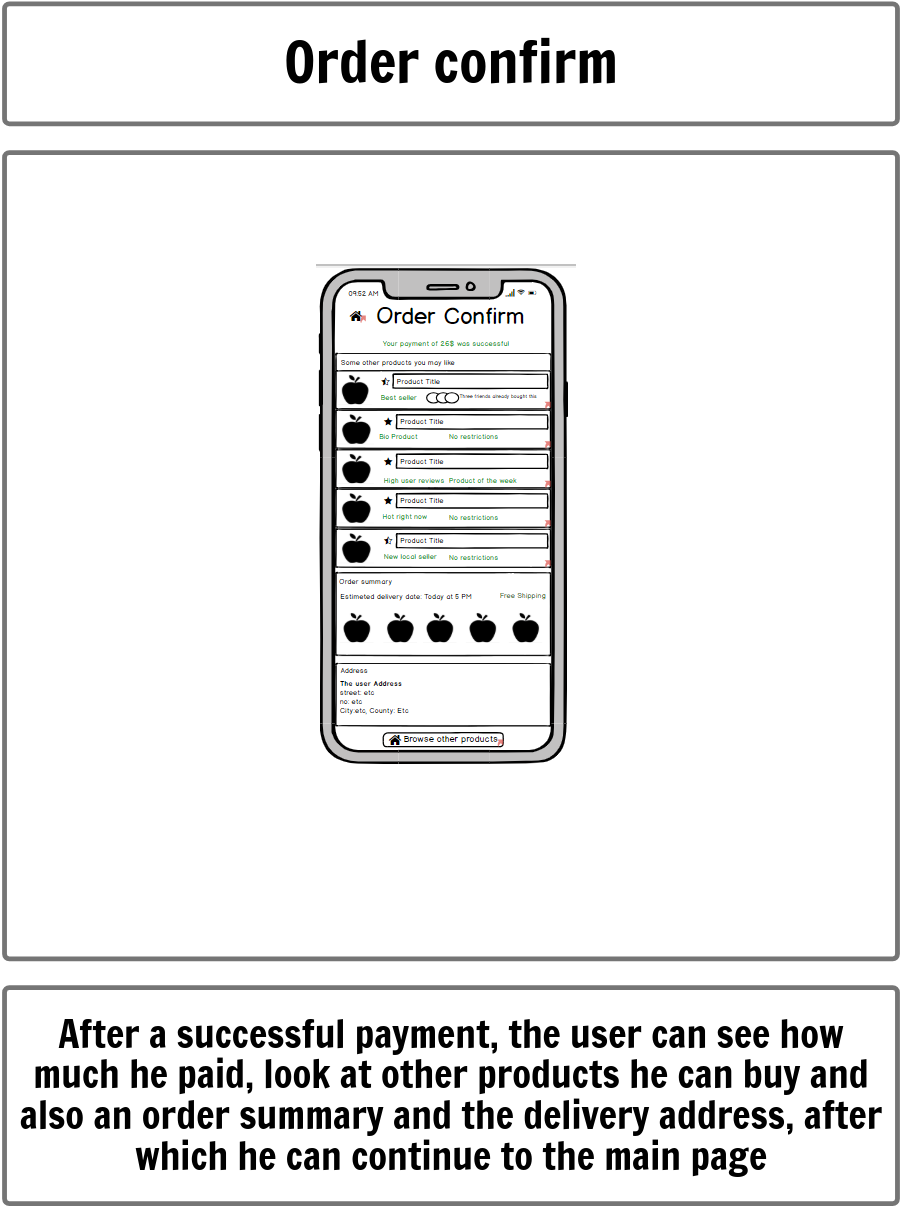 Order confirm
09:52 AM
Order Confirm
Your payment of 26$ was successful
Some other products you may like
Product Title
Best seller Three friends already bought this
Product Title
Bio Product No restrictions
Product Title
High user reviews Product of the week
Product Title
Hot right now No restrictions
Product Title
New local seller No restrictions
Order summary
Estimeted delivery date: Today at 5 PM Free Shipping
Address
The user Address
street: etc
no: etc
City:etc, County: Etc
Browse other products
After a successful payment, the user can see how
much he paid, look at other products he can buy and
also an order summary and the delivery address, after
which he can continue to the main page